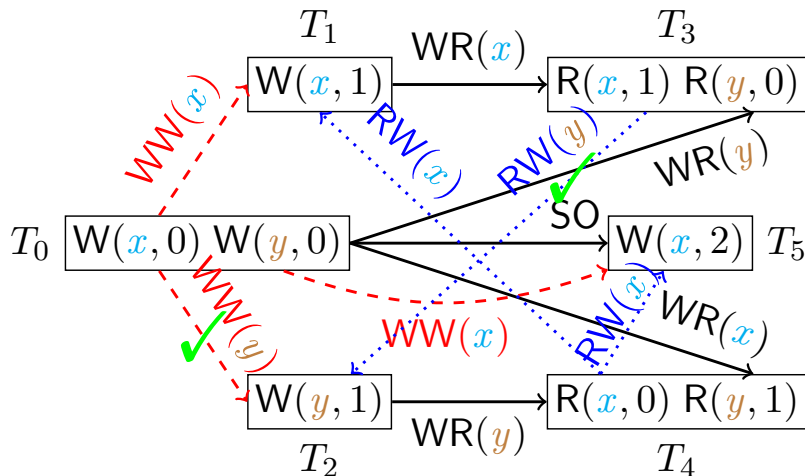 T₁ T₃
W(x, 1) WR(x) R(x, 1) R(y, 0)
WW(x) RW(x) RW(y) WR(y)
SO
T₀ W(x, 0) W(y, 0) W(x, 2) T₅
WW(y) WW(x) RW(x) WR(x)
W(y, 1) WR(y) R(x, 0) R(y, 1)
T₂ T₄